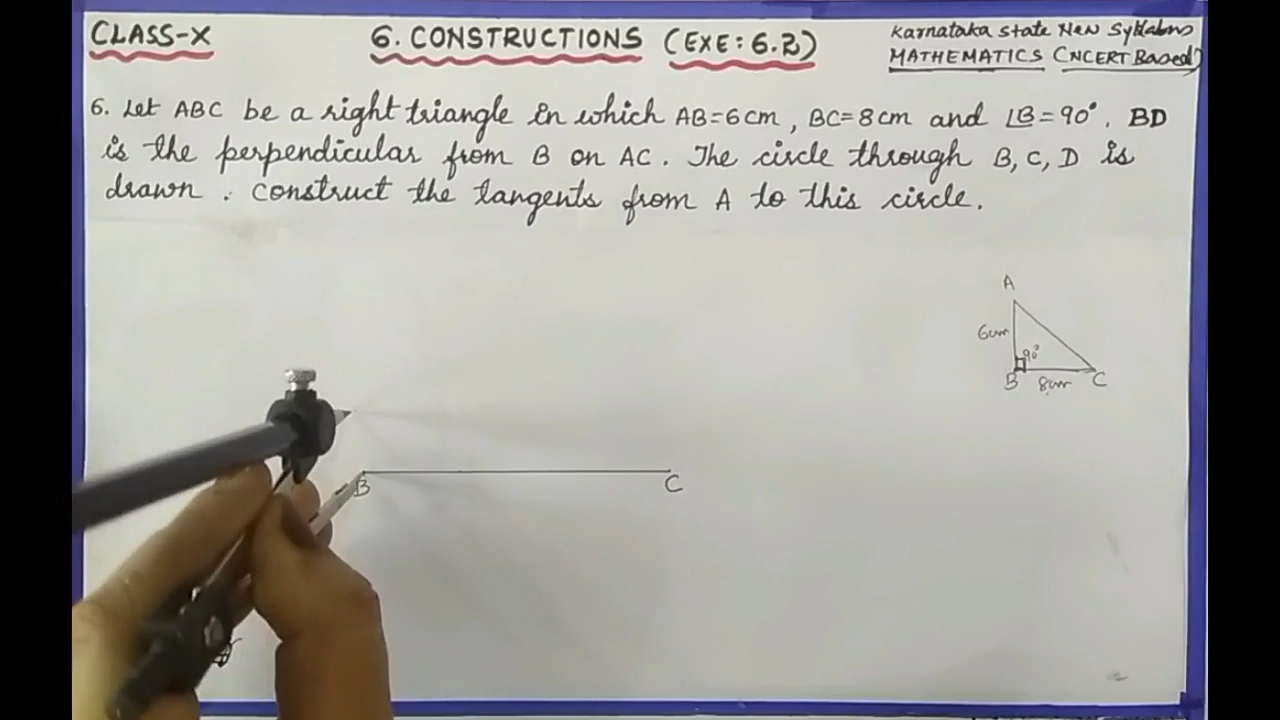 CLASS-X
6. CONSTRUCTIONS (EXE: 6.2)
Karnataka state New Syllabus
MATHEMATICS (NCERT Based)
6. Let ABC be a right triangle in which AB=6cm, BC=8cm and ∠B=90°. BD
is the perpendicular from B on AC. The circle through B, C, D is
drawn. Construct the tangents from A to this circle.
A
6cm
90°
B
8cm
C
B
C